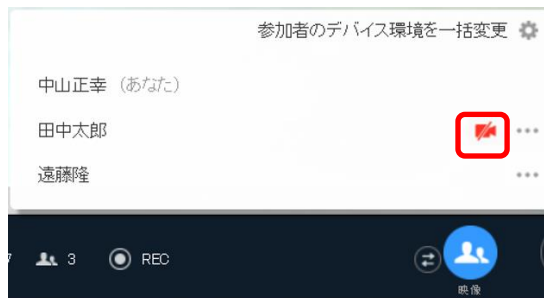 参加者のデバイス環境を一括変更
中山正幸 (あなた)
田中太郎
遠藤隆
3 REC
映像